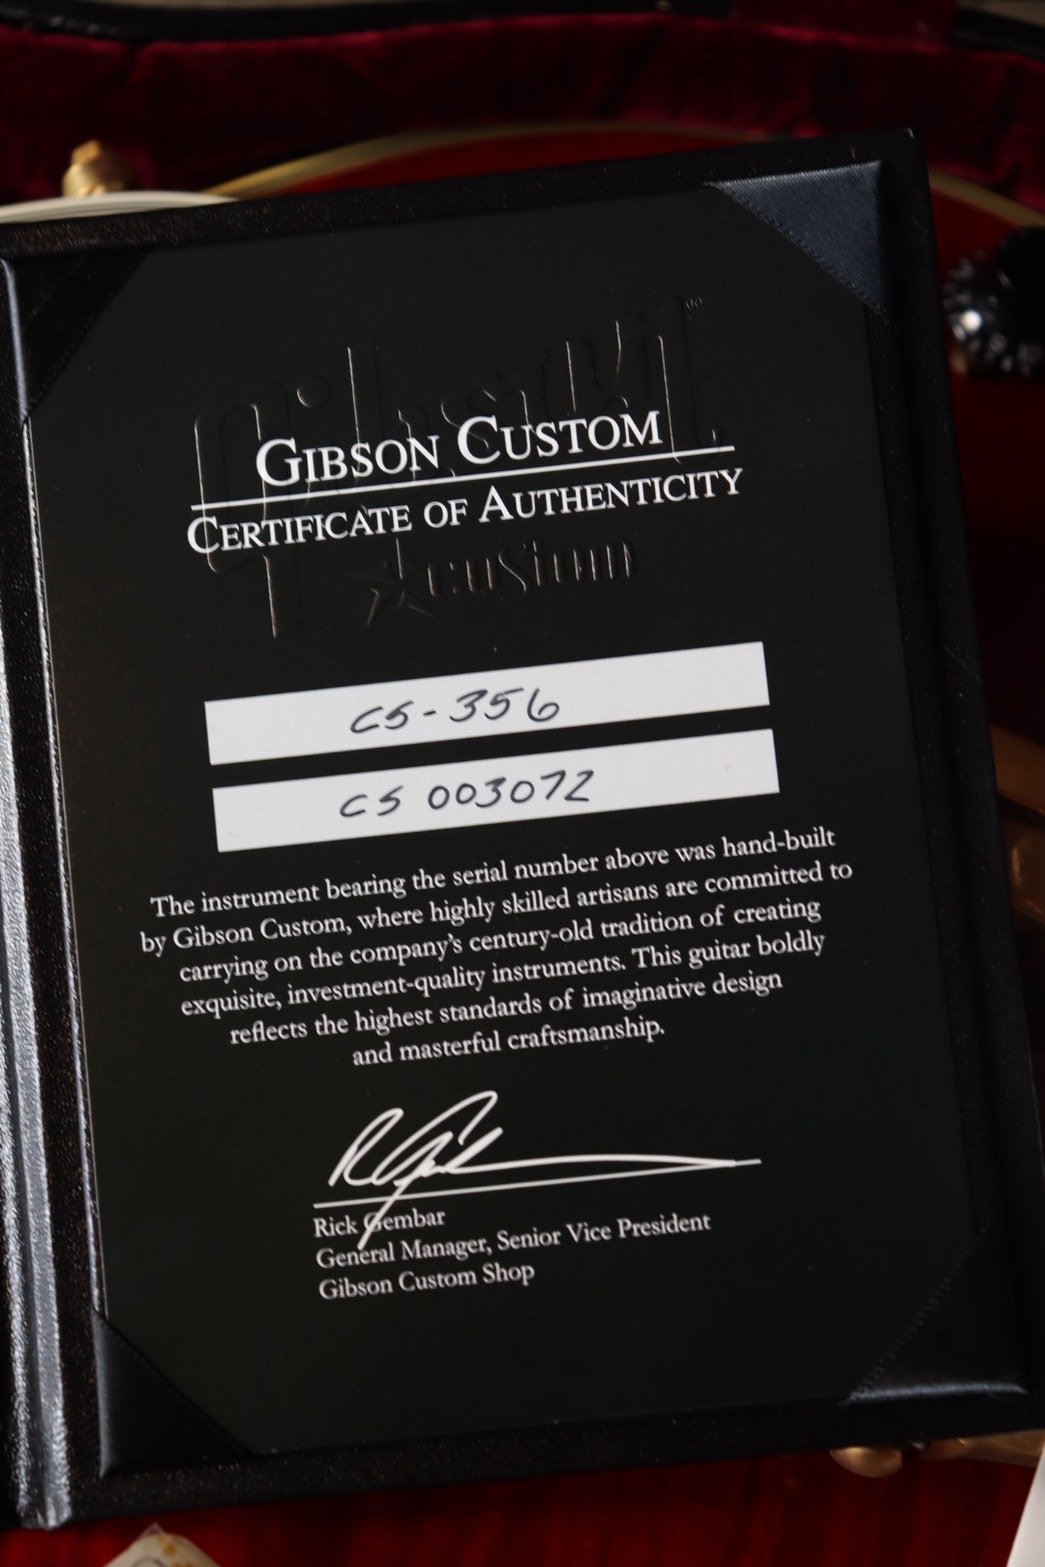 Gibson
GIBSON CUSTOM
CERTIFICATE OF AUTHENTICITY
custom
CS-356
CS 003072
The instrument bearing the serial number above was hand-built
by Gibson Custom, where highly skilled artisans are committed to
carrying on the company's century-old tradition of creating
exquisite, investment-quality instruments. This guitar boldly
reflects the highest standards of imaginative design
and masterful craftsmanship.
Rick Gembar
General Manager, Senior Vice President
Gibson Custom Shop